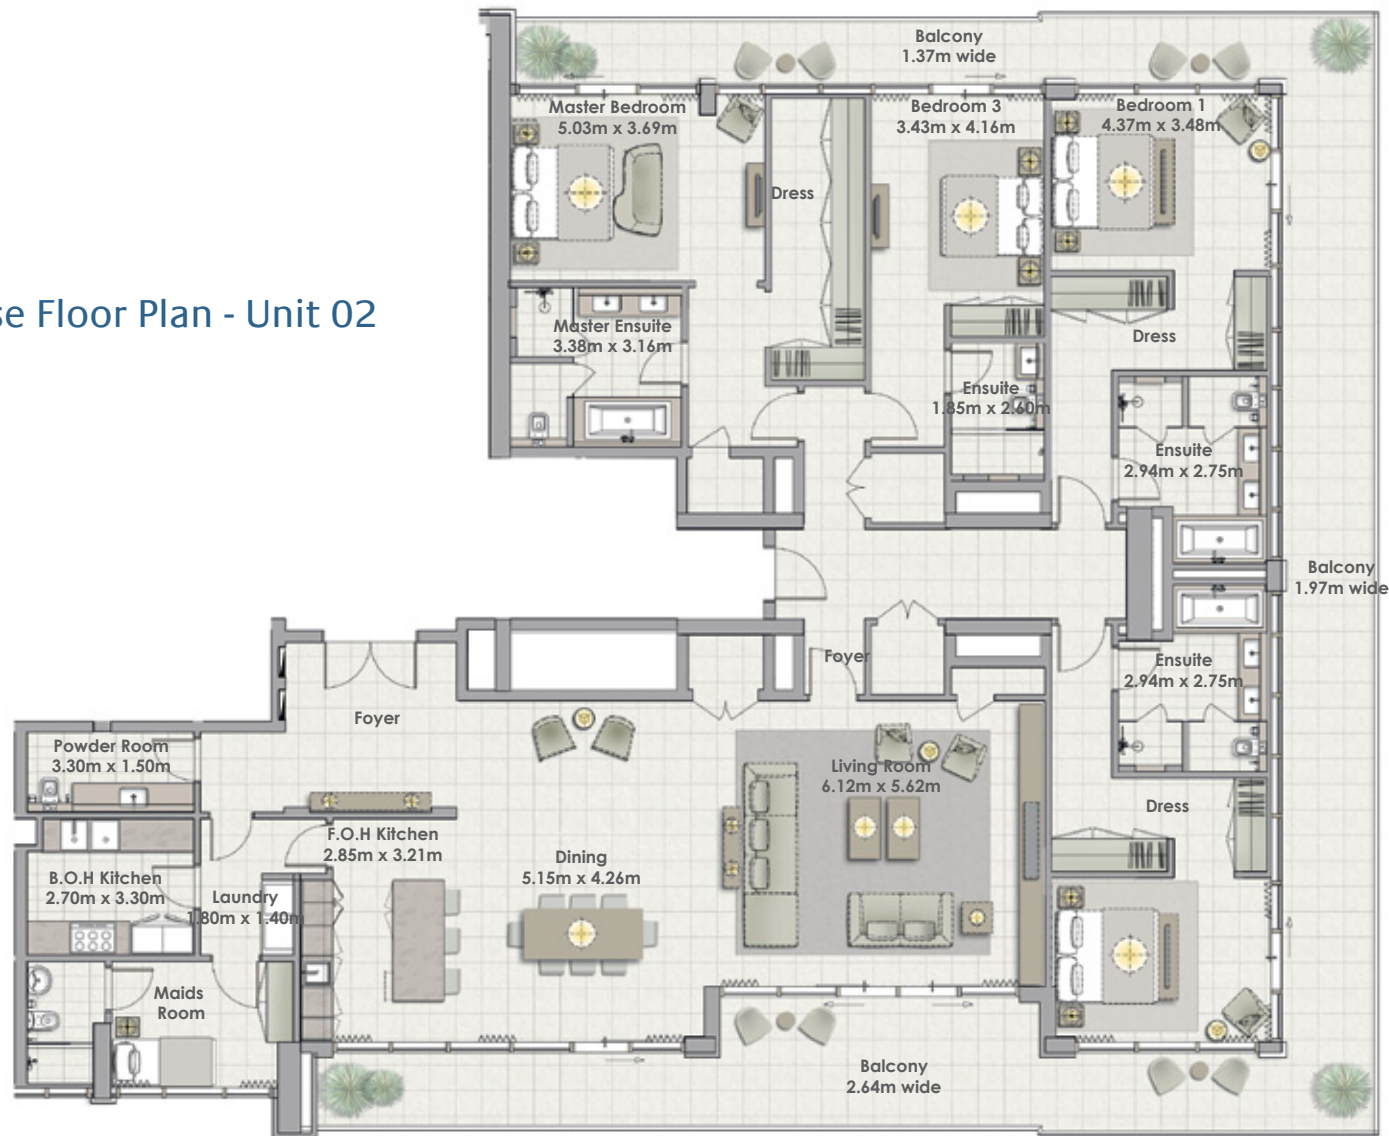 Balcony
1.37m wide
Master Bedroom
5.03m x 3.69m
Bedroom 3
3.43m x 4.16m
Bedroom 1
4.37m x 3.48m
Dress
se Floor Plan - Unit 02
Master Ensuite
3.38m x 3.16m
Dress
Ensuite
1.85m x 2.60m
Ensuite
2.94m x 2.75m
Balcony
1.97m wide
Foyer
Ensuite
2.94m x 2.75m
Foyer
Powder Room
3.30m x 1.50m
Living Room
6.12m x 5.62m
Dress
F.O.H Kitchen
2.85m x 3.21m
Dining
5.15m x 4.26m
B.O.H Kitchen
2.70m x 3.30m
Laundry
1.80m x 1.40m
Maids
Room
Balcony
2.64m wide